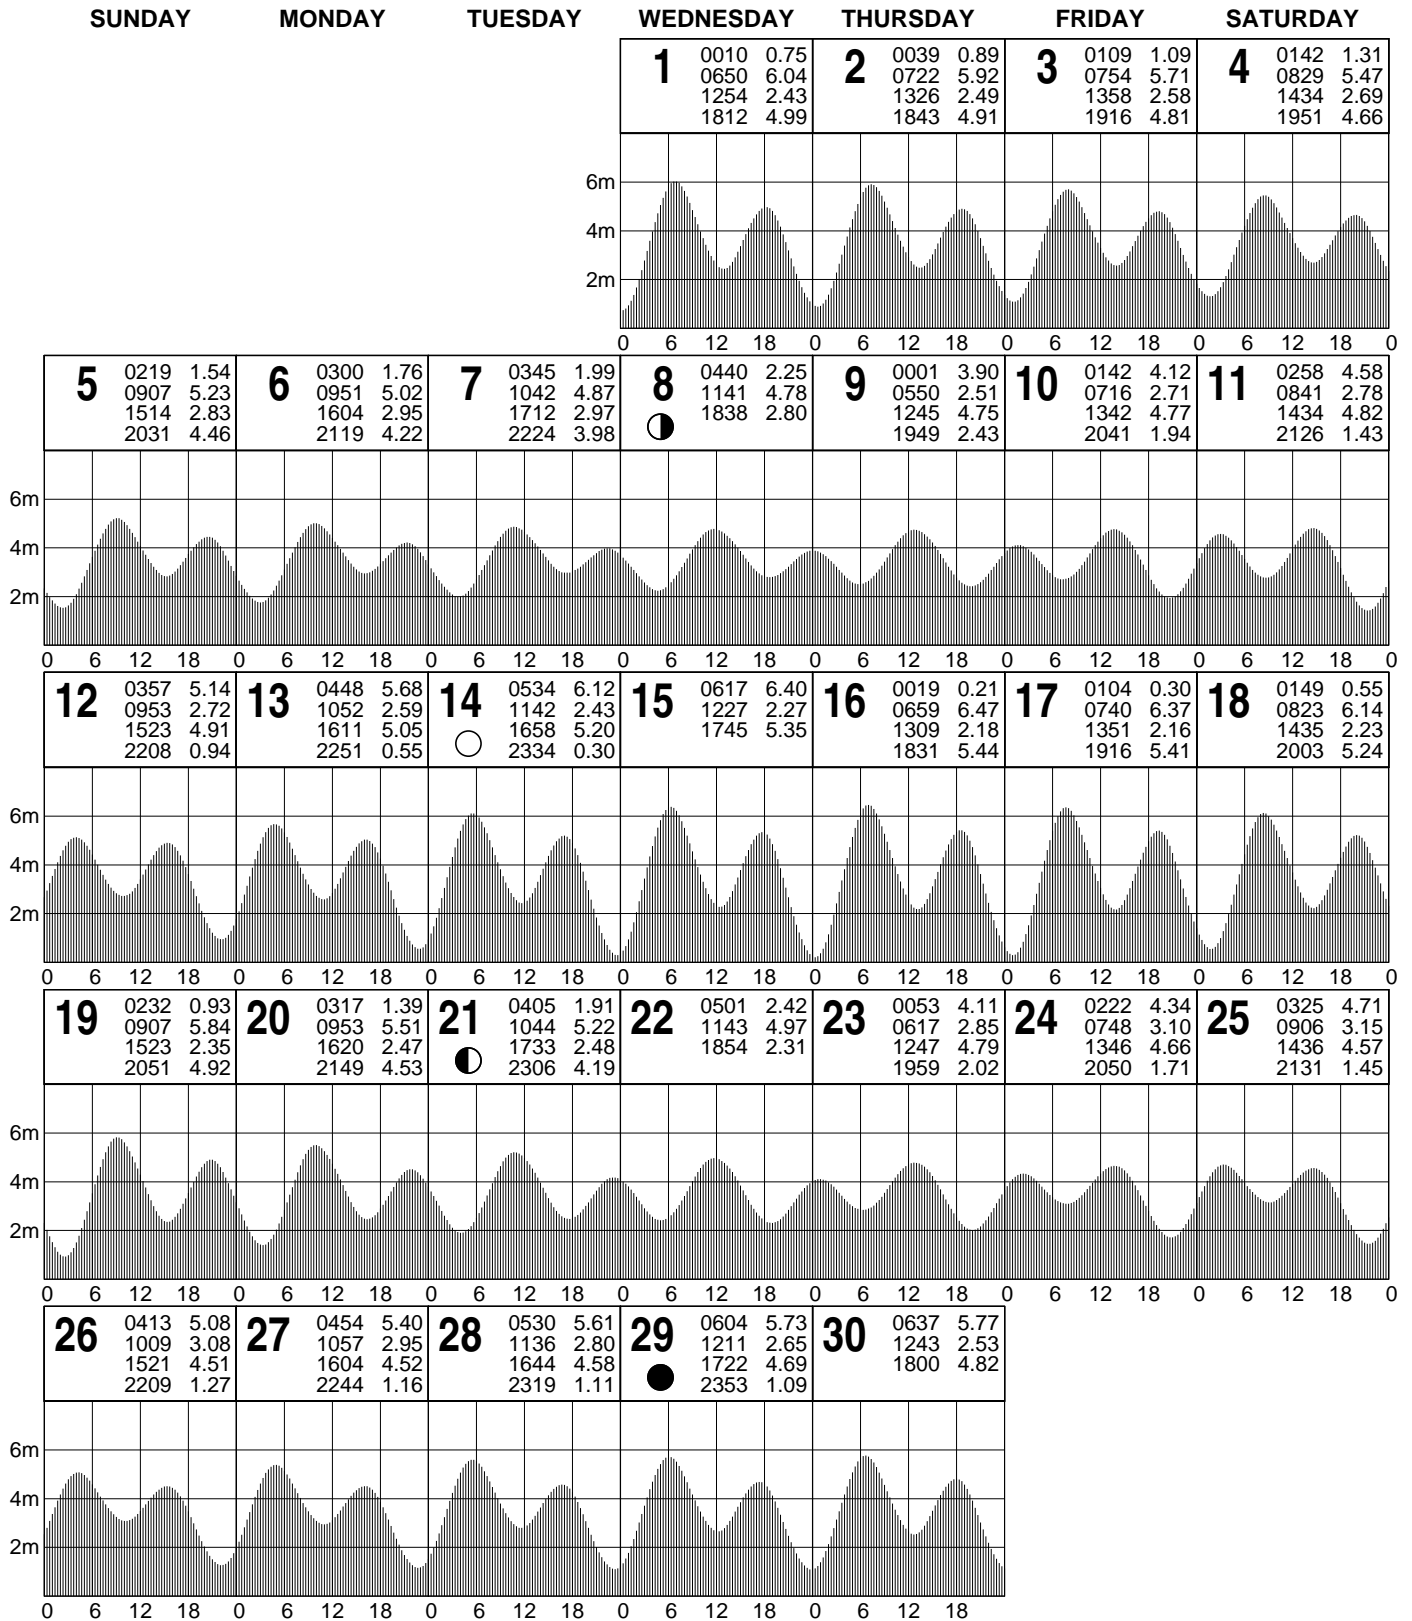 SUNDAY MONDAY TUESDAY WEDNESDAY THURSDAY FRIDAY SATURDAY
1 0010 0.75
0650 6.04
1254 2.43
1812 4.99
2 0039 0.89
0722 5.92
1326 2.49
1843 4.91
3 0109 1.09
0754 5.71
1358 2.58
1916 4.81
4 0142 1.31
0829 5.47
1434 2.69
1951 4.66
6m
4m
2m
0 6 12 18 0 6 12 18 0 6 12 18 0 6 12 18 0
5 0219 1.54
0907 5.23
1514 2.83
2031 4.46
6 0300 1.76
0951 5.02
1604 2.95
2119 4.22
7 0345 1.99
1042 4.87
1712 2.97
2224 3.98
8 0440 2.25
1141 4.78
1838 2.80
9 0001 3.90
0550 2.51
1245 4.75
1949 2.43
10 0142 4.12
0716 2.71
1342 4.77
2041 1.94
11 0258 4.58
0841 2.78
1434 4.82
2126 1.43
6m
4m
2m
0 6 12 18 0 6 12 18 0 6 12 18 0 6 12 18 0 6 12 18 0 6 12 18 0 6 12 18 0
12 0357 5.14
0953 2.72
1523 4.91
2208 0.94
13 0448 5.68
1052 2.59
1611 5.05
2251 0.55
14 0534 6.12
1142 2.43
1658 5.20
2334 0.30
15 0617 6.40
1227 2.27
1745 5.35
16 0019 0.21
0659 6.47
1309 2.18
1831 5.44
17 0104 0.30
0740 6.37
1351 2.16
1916 5.41
18 0149 0.55
0823 6.14
1435 2.23
2003 5.24
6m
4m
2m
0 6 12 18 0 6 12 18 0 6 12 18 0 6 12 18 0 6 12 18 0 6 12 18 0 6 12 18 0
19 0232 0.93
0907 5.84
1523 2.35
2051 4.92
20 0317 1.39
0953 5.51
1620 2.47
2149 4.53
21 0405 1.91
1044 5.22
1733 2.48
2306 4.19
22 0501 2.42
1143 4.97
1854 2.31
23 0053 4.11
0617 2.85
1247 4.79
1959 2.02
24 0222 4.34
0748 3.10
1346 4.66
2050 1.71
25 0325 4.71
0906 3.15
1436 4.57
2131 1.45
6m
4m
2m
0 6 12 18 0 6 12 18 0 6 12 18 0 6 12 18 0 6 12 18 0 6 12 18 0 6 12 18 0
26 0413 5.08
1009 3.08
1521 4.51
2209 1.27
27 0454 5.40
1057 2.95
1604 4.52
2244 1.16
28 0530 5.61
1136 2.80
1644 4.58
2319 1.11
29 0604 5.73
1211 2.65
1722 4.69
2353 1.09
30 0637 5.77
1243 2.53
1800 4.82
6m
4m
2m
0 6 12 18 0 6 12 18 0 6 12 18 0 6 12 18 0 6 12 18